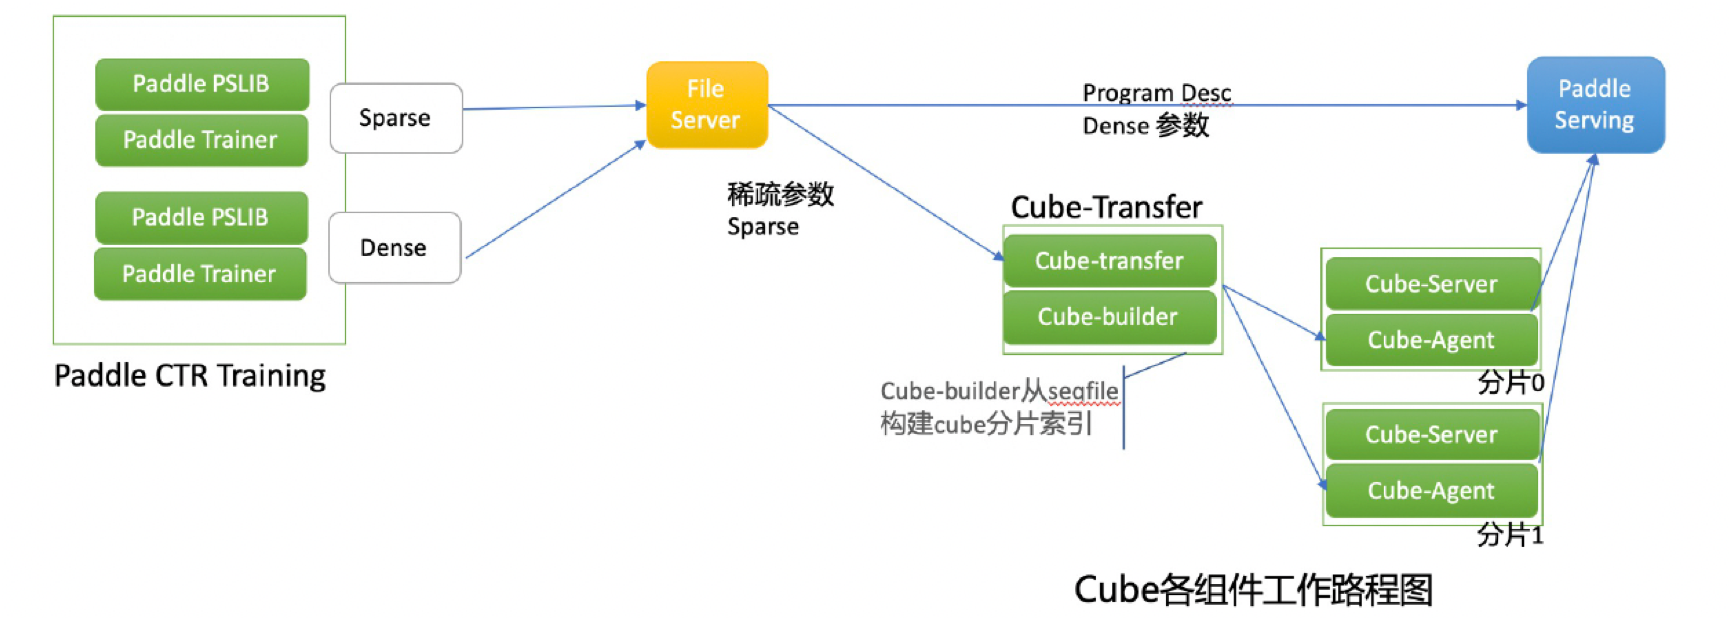 Paddle PSLIB
Paddle Trainer
Paddle PSLIB
Paddle Trainer
Paddle CTR Training
Sparse
Dense
File
Server
稀疏参数
Sparse
Program Desc
Dense 参数
Paddle
Serving
Cube-Transfer
Cube-transfer
Cube-builder
Cube-builder从seqfile
构建cube分片索引
Cube-Server
Cube-Agent
分片0
Cube-Server
Cube-Agent
分片1
Cube各组件工作路程图